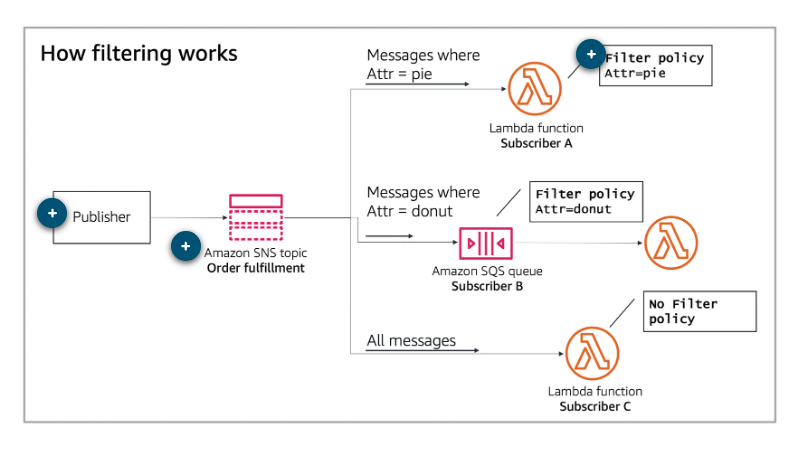 How filtering works
Messages where
Attr = pie
Filter policy
Attr=pie
Lambda function
Subscriber A
Publisher
Amazon SNS topic
Order fulfillment
Messages where
Attr = donut
Filter policy
Attr=donut
Amazon SQS queue
Subscriber B
All messages
No Filter
policy
Lambda function
Subscriber C